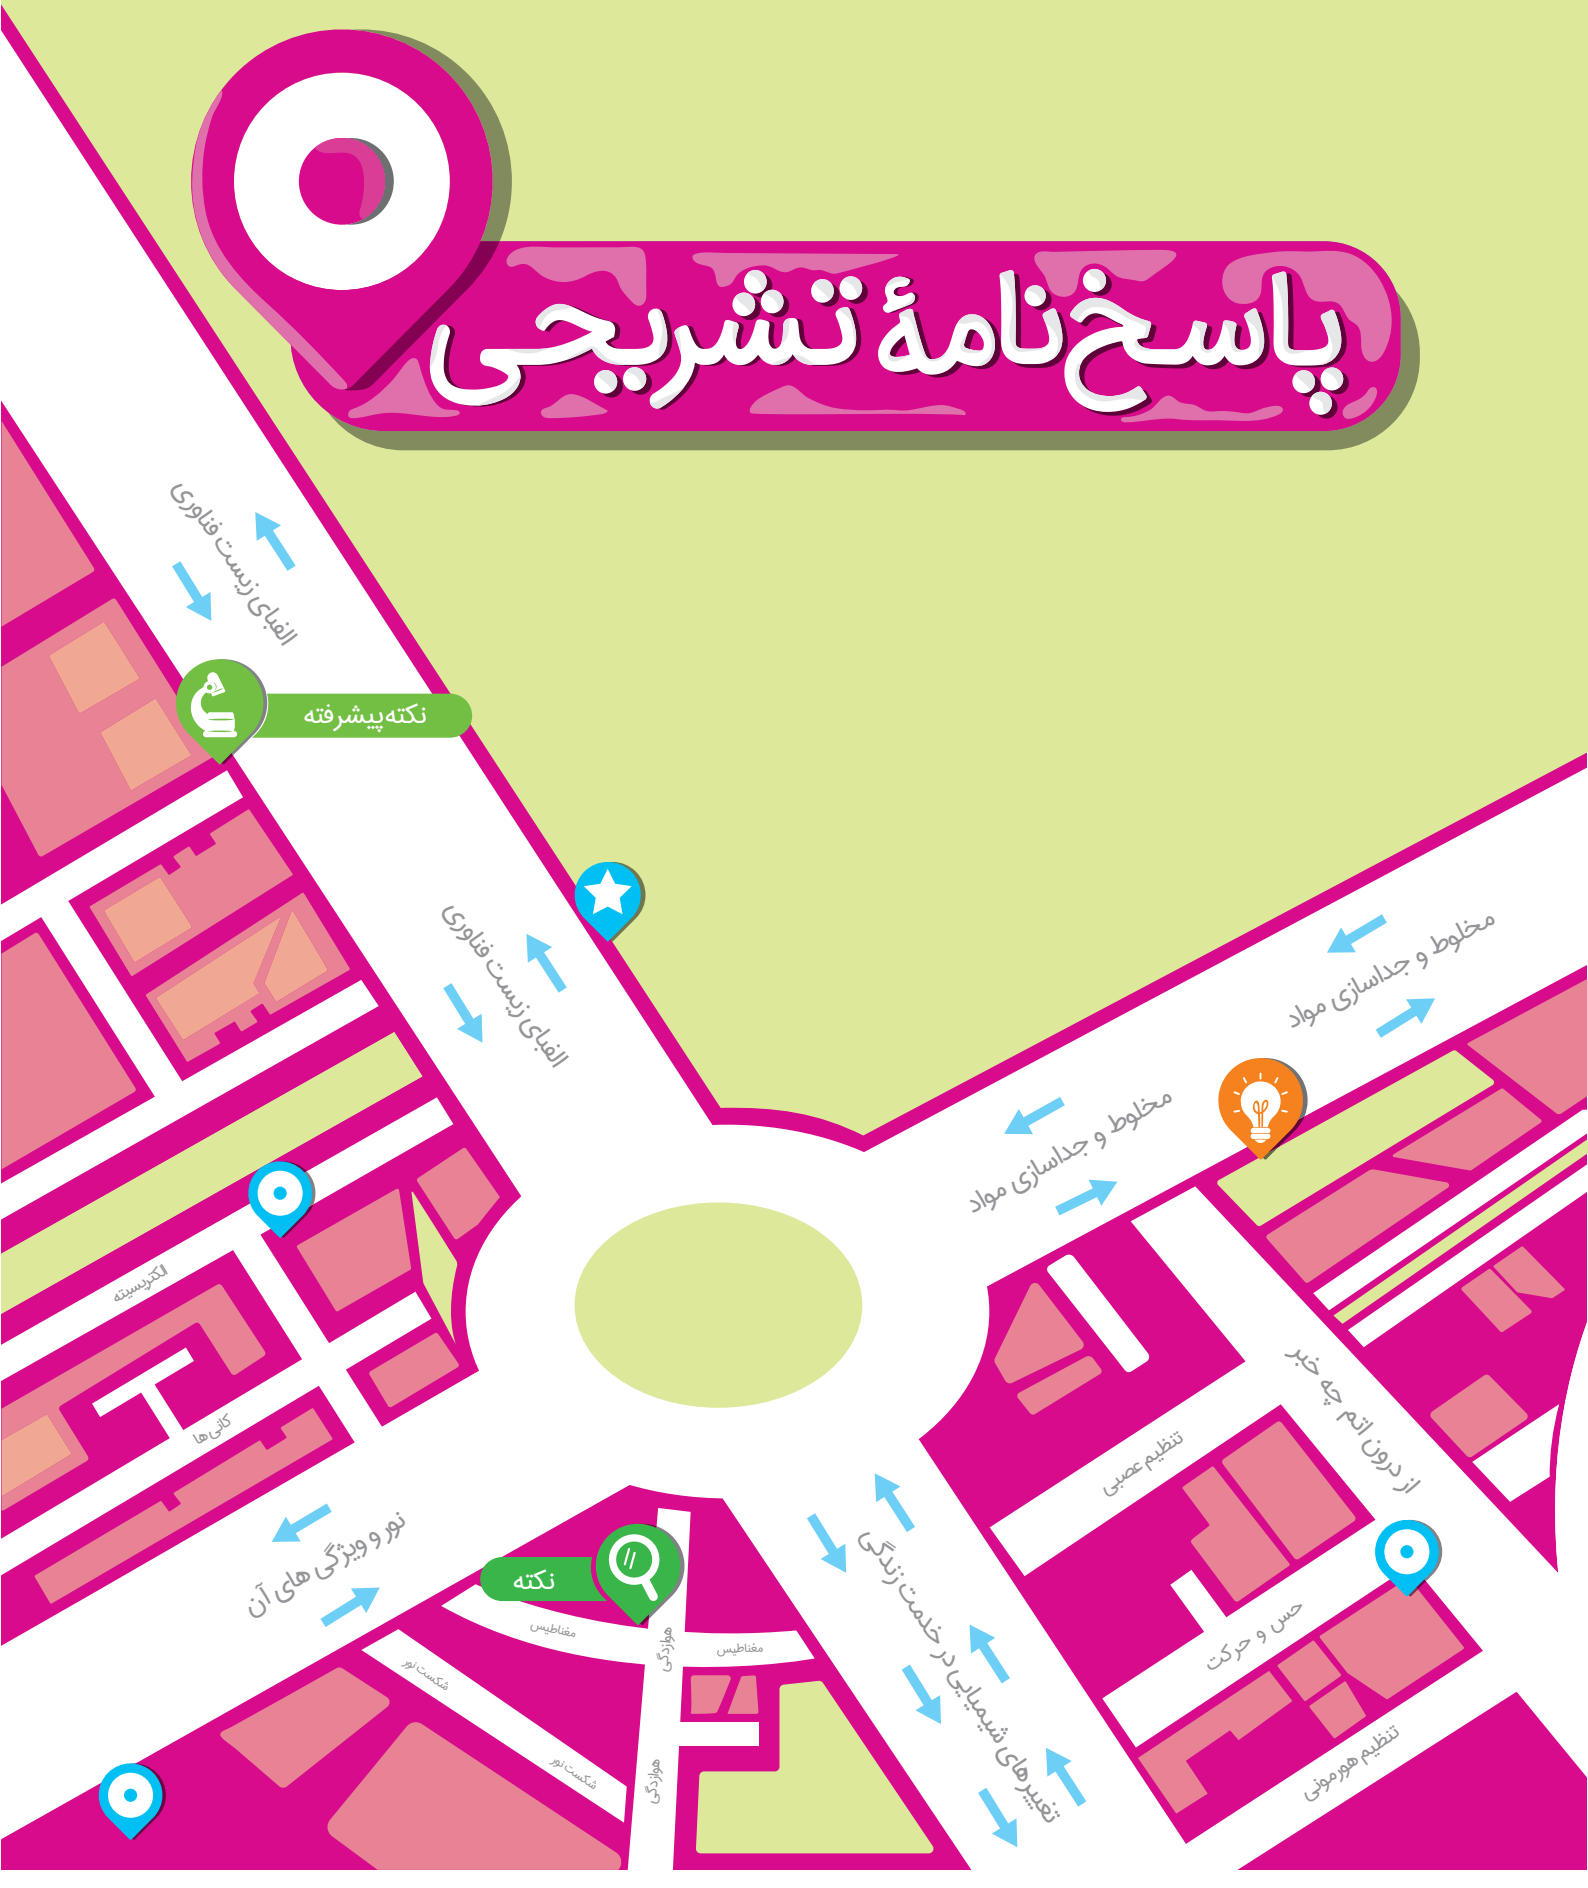 پاسخ‌نامهٔ تشریحی
الفبای زیست فناوری
نکته‌پیشرفته
الفبای زیست فناوری
مخلوط و جداسازی مواد
مخلوط و جداسازی مواد
الکتریسیته
کانی‌ها
نور و ویژگی های آن
از درون اتم چه خبر
تنظیم عصبی
نکته
مغناطیس
هوازدگی
مغناطیس
تغییرهای شیمیایی در خدمت زندگی
حس و حرکت
شکست نور
شکست نور
هوازدگی
تنظیم هورمونی